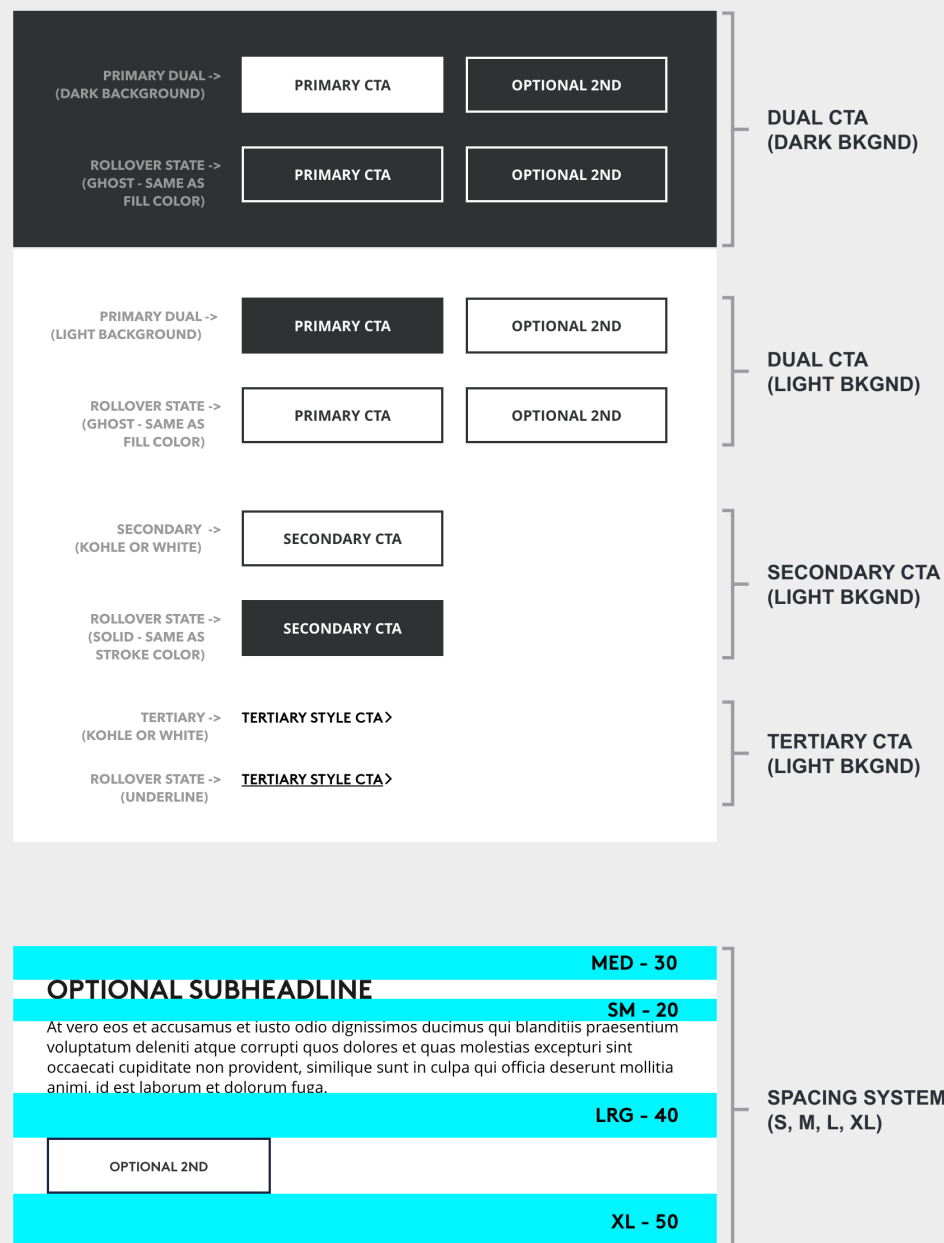 PRIMARY DUAL ->
(DARK BACKGROUND)
PRIMARY CTA
OPTIONAL 2ND
ROLLOVER STATE ->
(GHOST - SAME AS
FILL COLOR)
PRIMARY CTA
OPTIONAL 2ND
DUAL CTA
(DARK BKGND)
PRIMARY DUAL ->
(LIGHT BACKGROUND)
PRIMARY CTA
OPTIONAL 2ND
ROLLOVER STATE ->
(GHOST - SAME AS
FILL COLOR)
PRIMARY CTA
OPTIONAL 2ND
DUAL CTA
(LIGHT BKGND)
SECONDARY ->
(KOHLE OR WHITE)
SECONDARY CTA
ROLLOVER STATE ->
(SOLID - SAME AS
STROKE COLOR)
SECONDARY CTA
SECONDARY CTA
(LIGHT BKGND)
TERTIARY ->
(KOHLE OR WHITE)
TERTIARY STYLE CTA>
ROLLOVER STATE ->
(UNDERLINE)
TERTIARY STYLE CTA>
TERTIARY CTA
(LIGHT BKGND)
MED - 30
OPTIONAL SUBHEADLINE
SM - 20
At vero eos et accusamus et iusto odio dignissimos ducimus qui blanditiis praesentium
voluptatum deleniti atque corrupti quos dolores et quas molestias excepturi sint
occaecati cupiditate non provident, similique sunt in culpa qui officia deserunt mollitia
animi, id est laborum et dolorum fuga.
LRG - 40
OPTIONAL 2ND
XL - 50
SPACING SYSTEM
(S, M, L, XL)